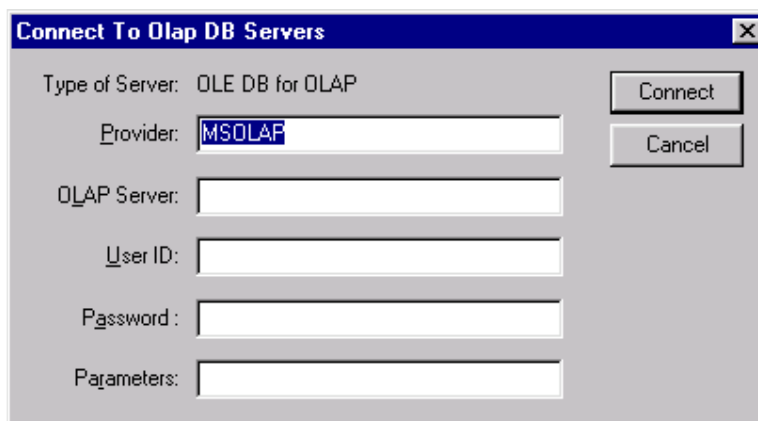 Connect To Olap DB Servers
Type of Server: OLE DB for OLAP
Connect
Provider: MSOLAP
Cancel
OLAP Server:
User ID:
Password :
Parameters: